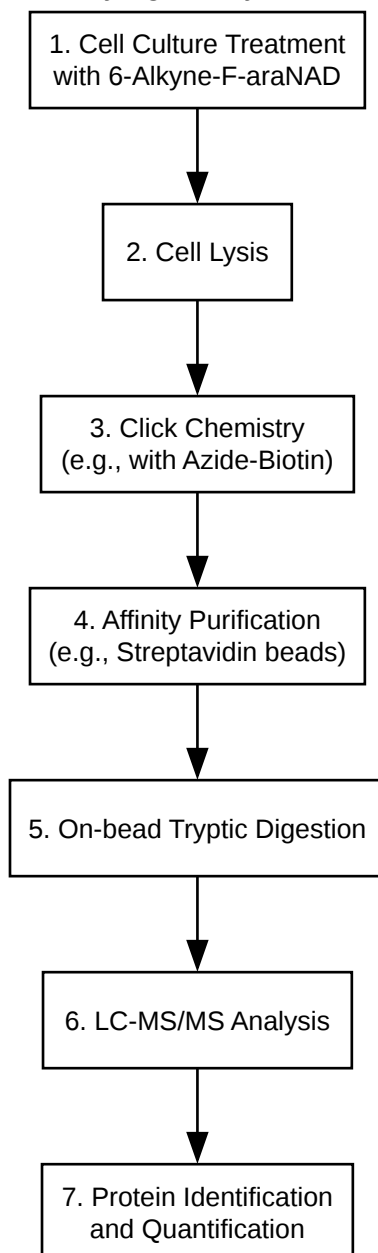 1. Cell Culture Treatment
with 6-Alkyne-F-araNAD
2. Cell Lysis
3. Click Chemistry
(e.g., with Azide-Biotin)
4. Affinity Purification
(e.g., Streptavidin beads)
5. On-bead Tryptic Digestion
6. LC-MS/MS Analysis
7. Protein Identification
and Quantification